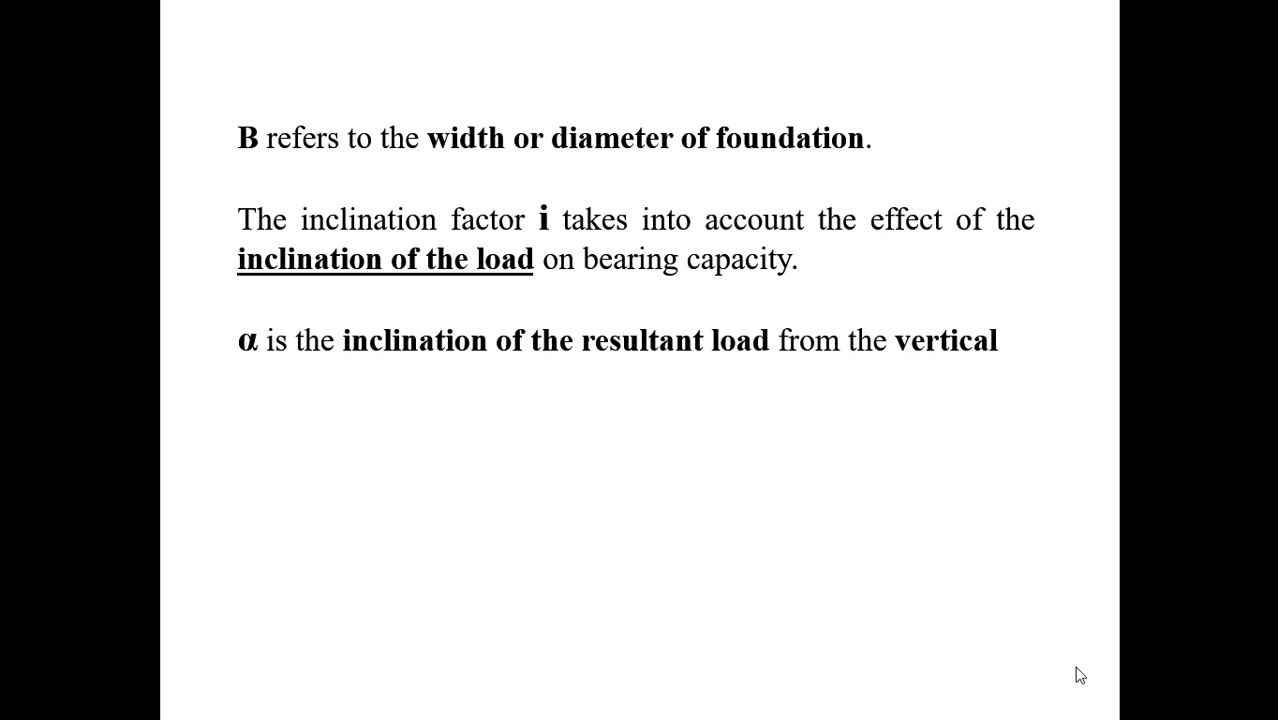 B refers to the width or diameter of foundation.
The inclination factor i takes into account the effect of the
inclination of the load on bearing capacity.
α is the inclination of the resultant load from the vertical